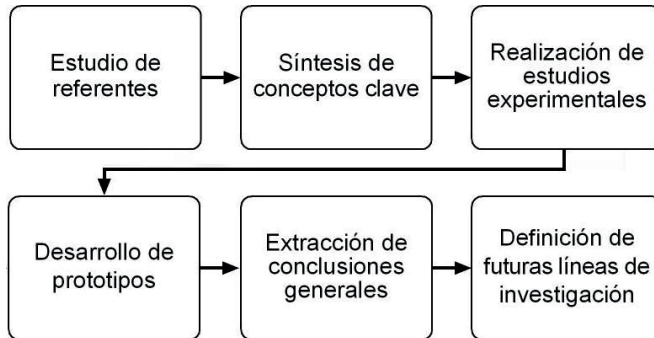 Estudio de
referentes
Síntesis de
conceptos clave
Realización de
estudios
experimentales
Desarrollo de
prototipos
Extracción de
conclusiones
generales
Definición de
futuras líneas de
investigación